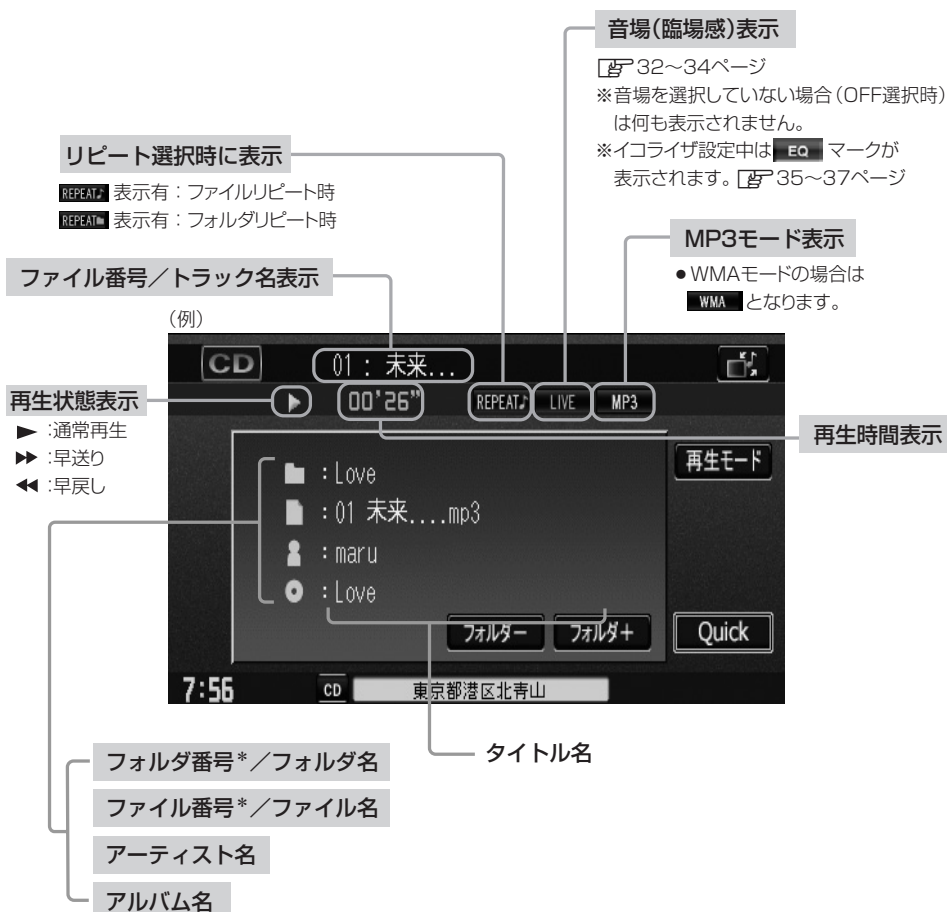 音場(臨場感)表示
32〜34ページ
※音場を選択していない場合(OFF選択時)
は何も表示されません。
※イコライザ設定中は EQ マークが
表示されます。 35〜37ページ
リピート選択時に表示
REPEAT♪ 表示有:ファイルリピート時
REPEAT 表示有:フォルダリピート時
MP3モード表示
●WMAモードの場合は
WMA となります。
ファイル番号/トラック名表示
(例)
CD 01: 未来...
再生状態表示
▶ :通常再生
▶▶ :早送り
◀◀ :早戻し
00'26" REPEAT♪ LIVE MP3
再生時間表示
再生モード
:Love
:01 未来....mp3
:maru
:Love
フォルダー フォルダ+ Quick
7:56 CD 東京都港区北青山
タイトル名
フォルダ番号*/フォルダ名
ファイル番号*/ファイル名
アーティスト名
アルバム名